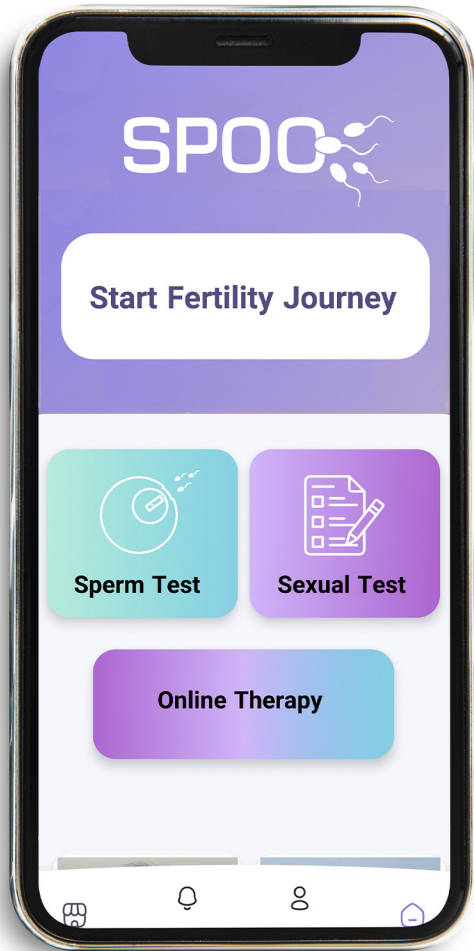 SPOO
Start Fertility Journey
Sperm Test
Sexual Test
Online Therapy